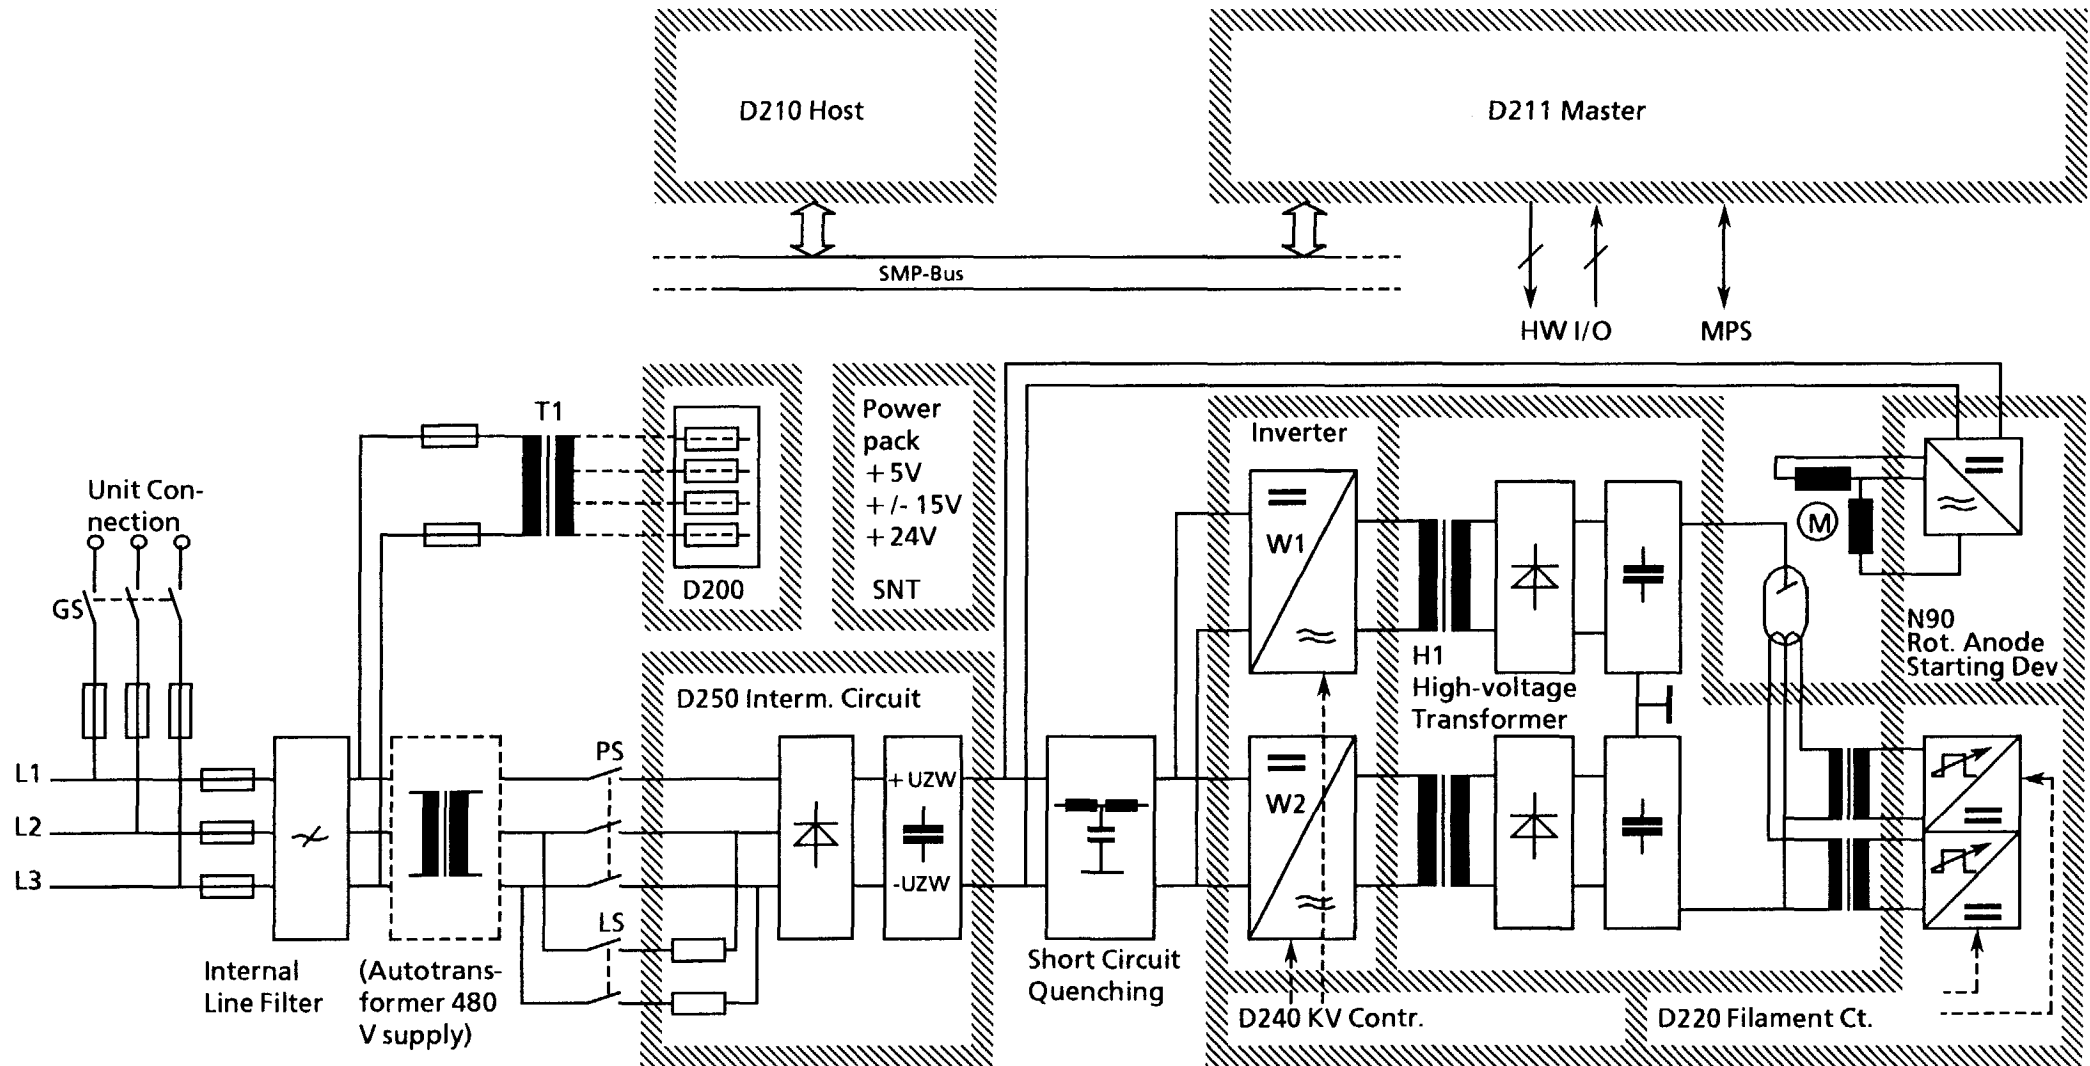 D210 Host
D211 Master
SMP-Bus
HW I/O
MPS
T1
Power
pack
+ 5V
+ /- 15V
+ 24V
SNT
D200
Inverter
Unit Con-
nection
GS
W1
M
H1
High-voltage
Transformer
N90
Rot. Anode
Starting Dev
D250 Interm. Circuit
PS
L1
L2
L3
+ UZW
-UZW
W2
LS
Internal
Line Filter
(Autotrans-
former 480
V supply)
Short Circuit
Quenching
D240 KV Contr.
D220 Filament Ct.